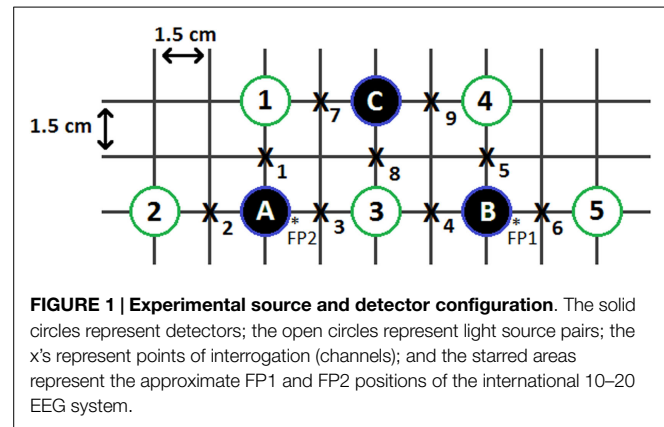 1.5 cm
1.5 cm
1 X 7 C X 9 4
X 1 X 8 X 5
2 X 2 A * FP2 X 3 3 X 4 B * FP1 X 6 5
FIGURE 1 | Experimental source and detector configuration. The solid
circles represent detectors; the open circles represent light source pairs; the
x's represent points of interrogation (channels); and the starred areas
represent the approximate FP1 and FP2 positions of the international 10–20
EEG system.